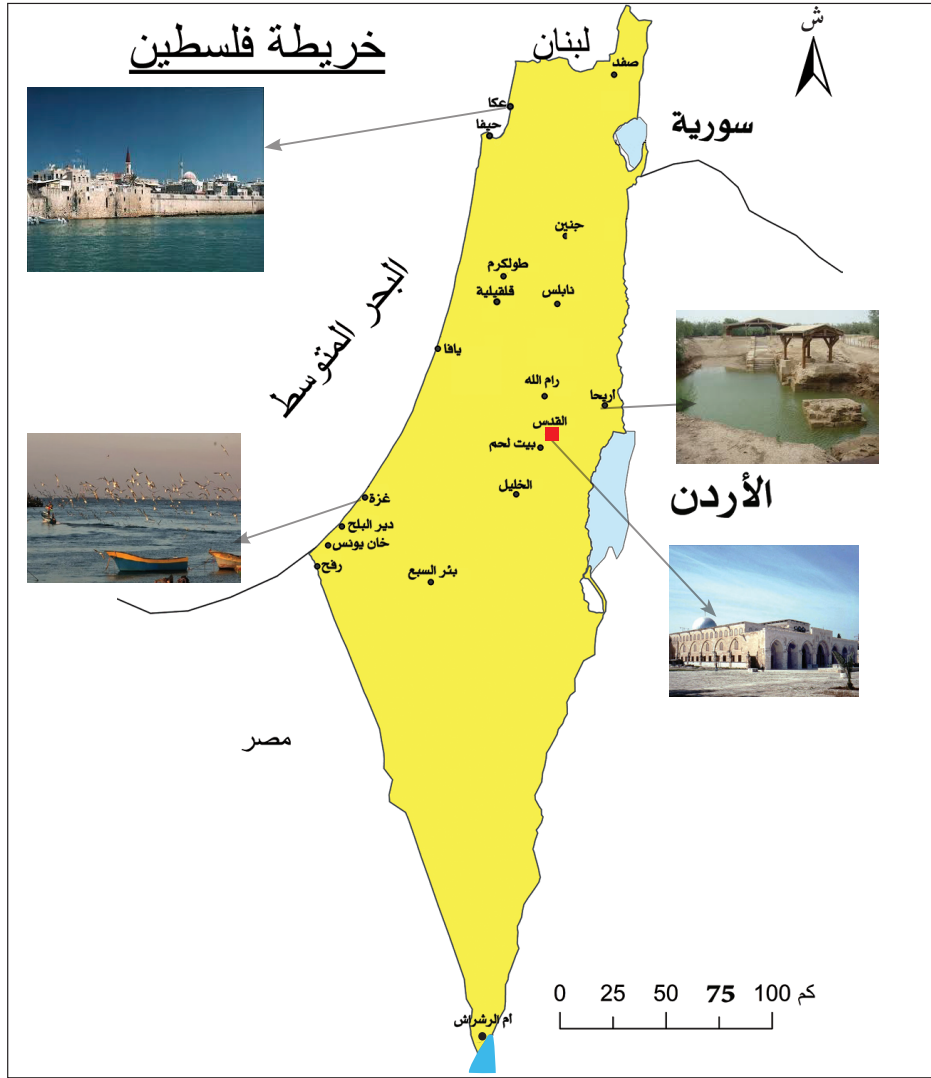 خريطة فلسطين
لبنان
ش
صفد
عكا
حيفا
سورية
جنين
طولكرم
قلقيلية
نابلس
البحر المتوسط
يافا
رام الله
أريحا
القدس
بيت لحم
الخليل
الأردن
غزة
دير البلح
خان يونس
رفح
بئر السبع
مصر
0 25 50 75 100 كم
أم الرشراش